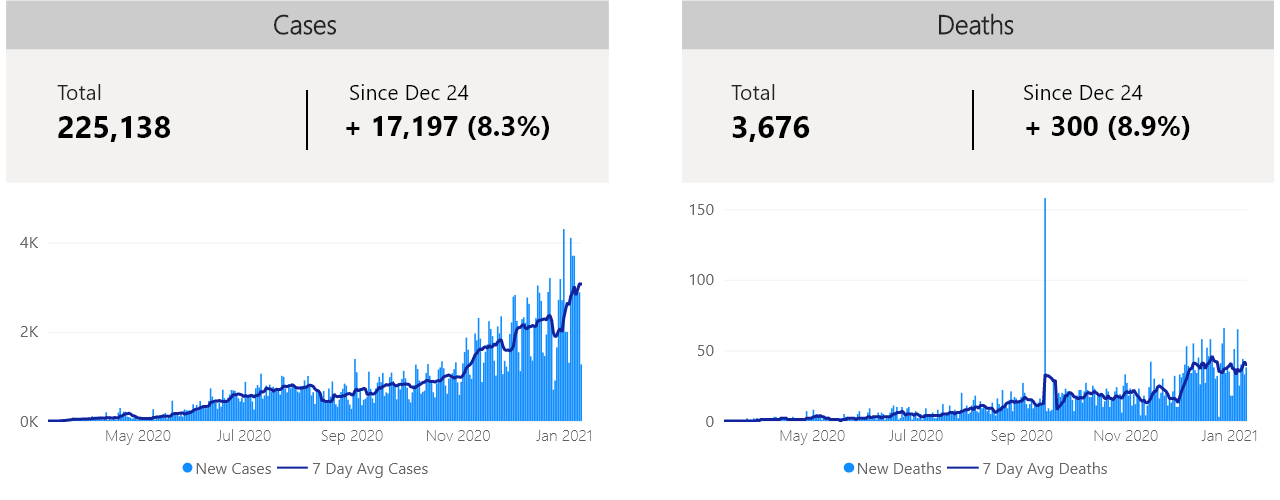 Cases
Total
225,138
Since Dec 24
+ 17,197 (8.3%)
4K
2K
0K
May 2020
Jul 2020
Sep 2020
Nov 2020
Jan 2021
New Cases
7 Day Avg Cases
Deaths
Total
3,676
Since Dec 24
+ 300 (8.9%)
150
100
50
0
May 2020
Jul 2020
Sep 2020
Nov 2020
Jan 2021
New Deaths
7 Day Avg Deaths